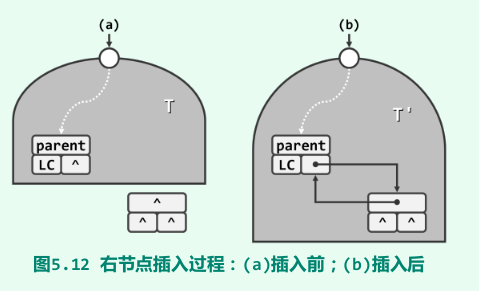 (a)
(b)
T
T'
parent
LC ^
parent
LC
^
^ ^
^ ^
图5.12 右节点插入过程：(a)插入前；(b)插入后